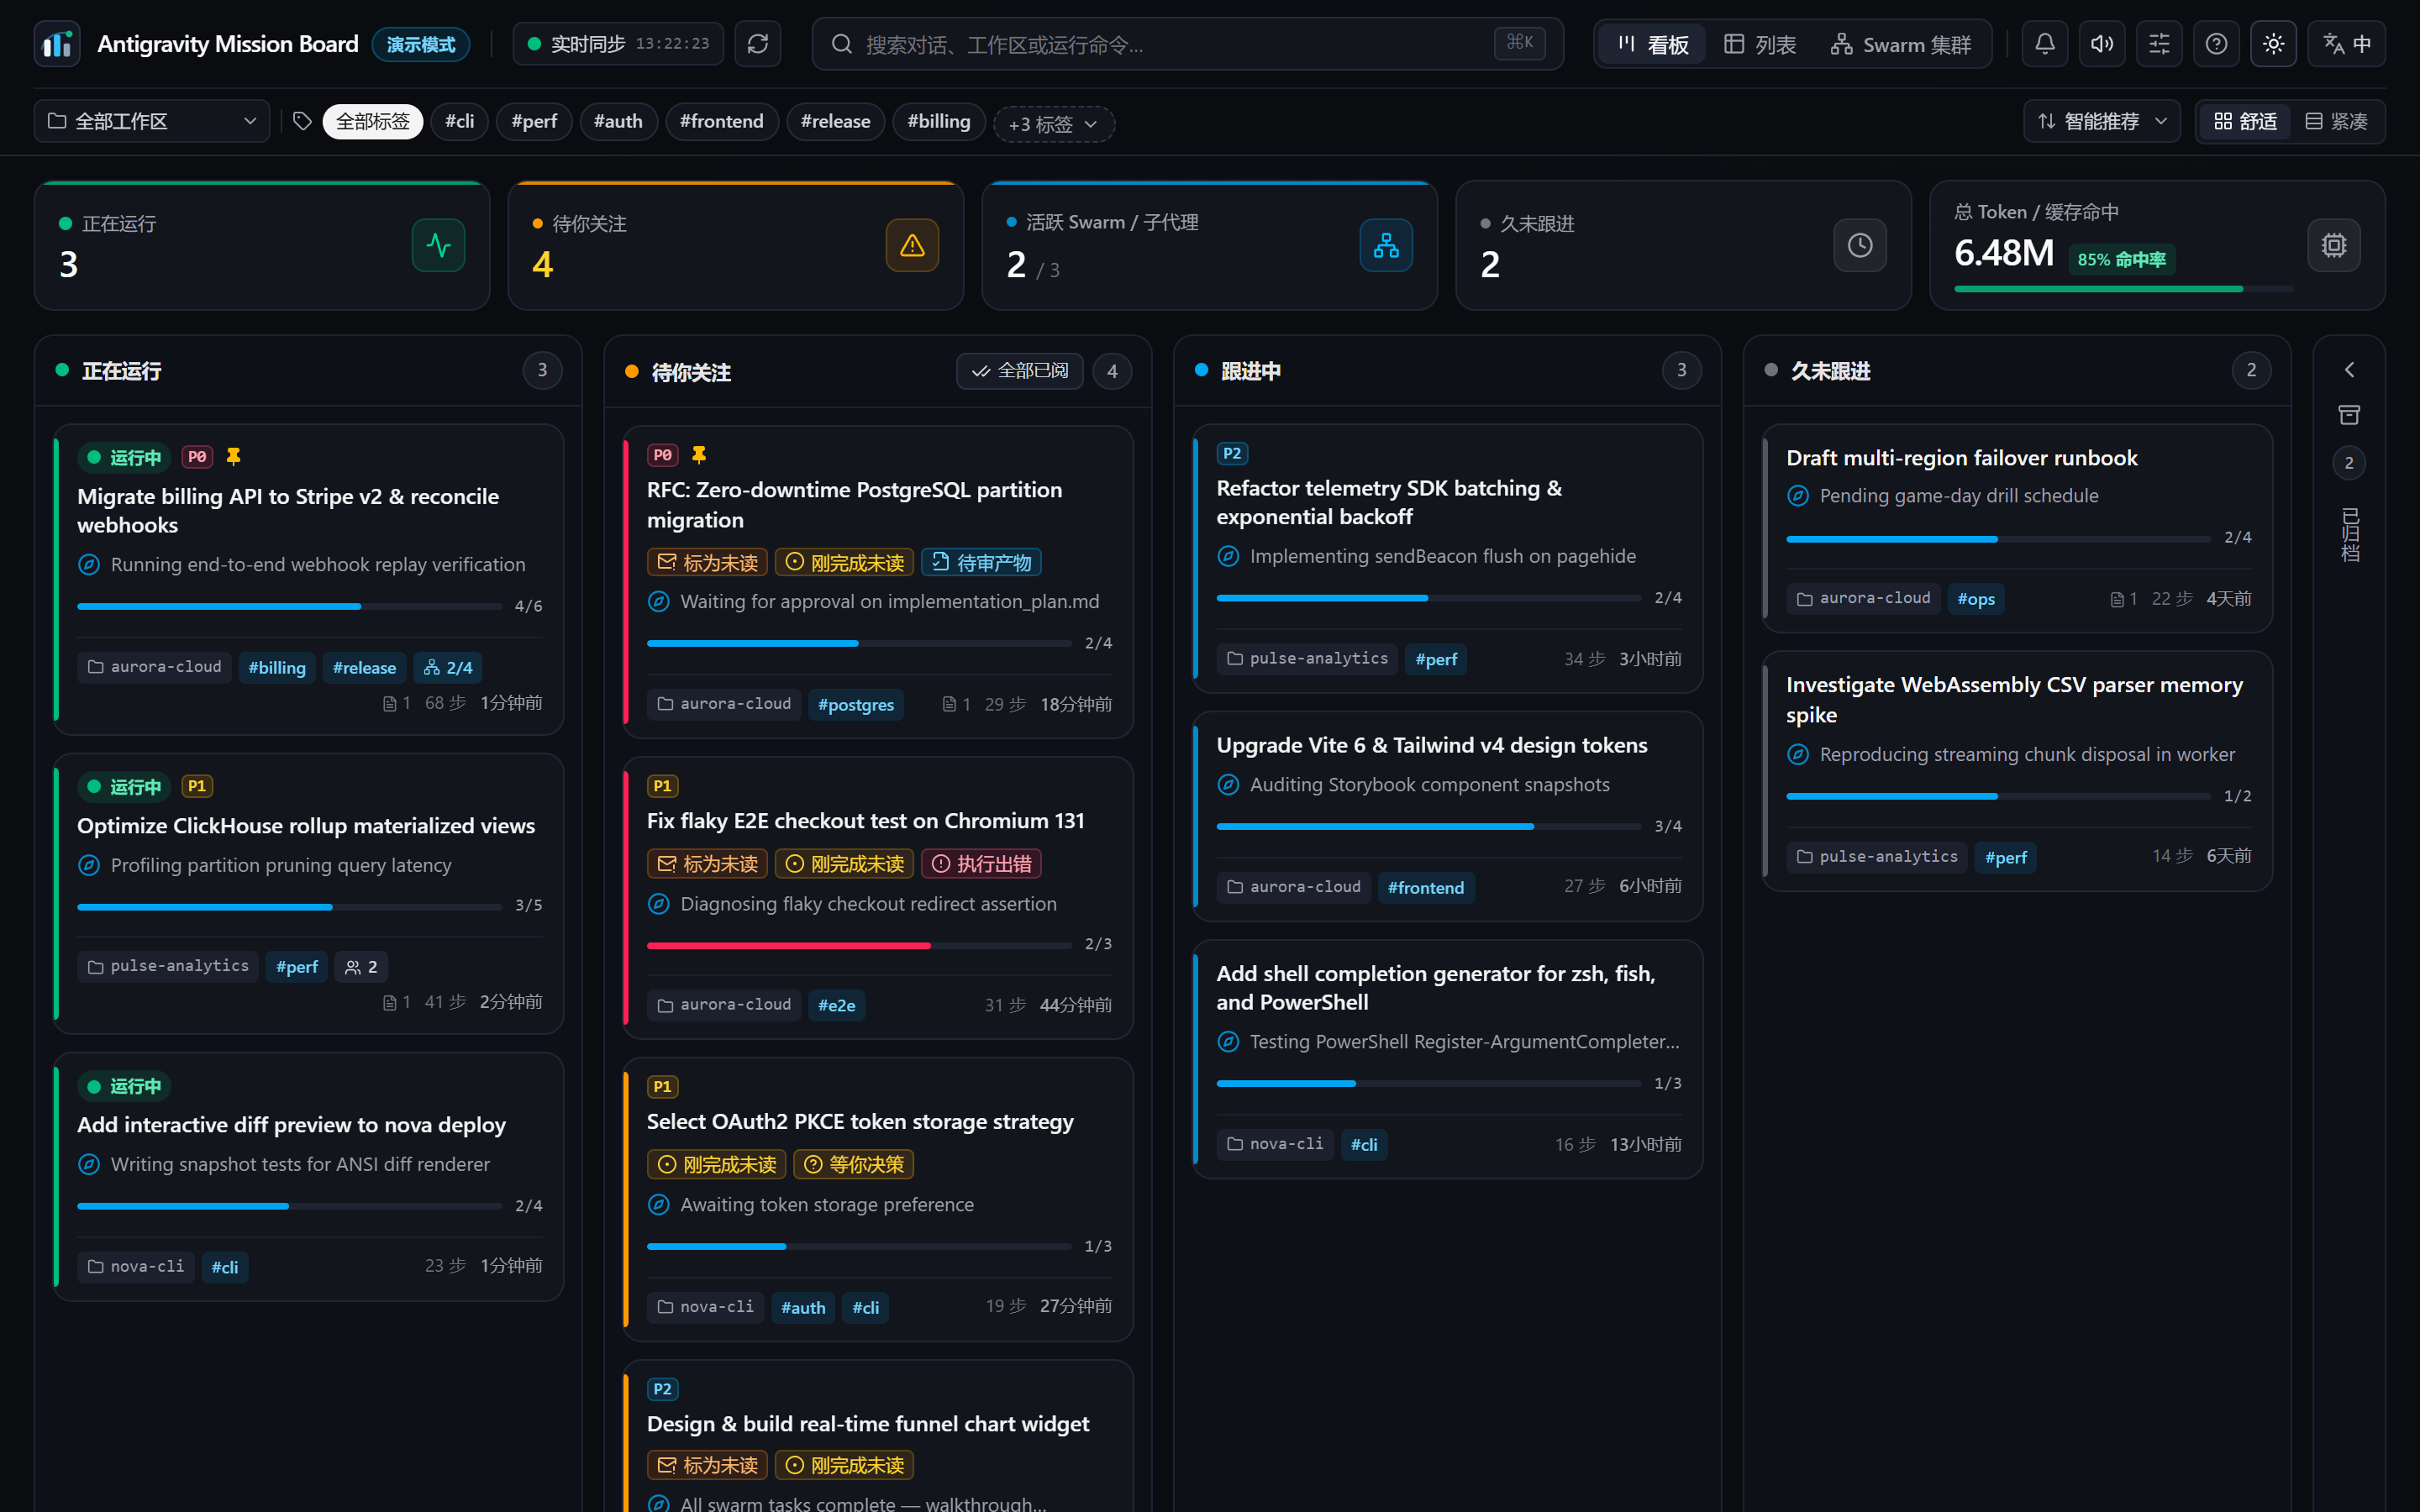 Antigravity Mission Board 演示模式 实时同步 13:22:23 搜索对话、工作区或运行命令... ⌘K 看板 列表 Swarm 集群 中
全部工作区 全部标签 #cli #perf #auth #frontend #release #billing +3 标签 智能推荐 舒适 紧凑
正在运行
3
待你关注
4
活跃 Swarm / 子代理
2 / 3
久未跟进
2
总 Token / 缓存命中
6.48M 85% 命中率
正在运行 3
运行中 P0
Migrate billing API to Stripe v2 & reconcile
webhooks
Running end-to-end webhook replay verification
4/6
aurora-cloud #billing #release 2/4
1 68 步 1分钟前
运行中 P1
Optimize ClickHouse rollup materialized views
Profiling partition pruning query latency
3/5
pulse-analytics #perf 2
1 41 步 2分钟前
运行中
Add interactive diff preview to nova deploy
Writing snapshot tests for ANSI diff renderer
2/4
nova-cli #cli 23 步 1分钟前
待你关注 全部已阅 4
P0
RFC: Zero-downtime PostgreSQL partition
migration
标为未读 刚完成未读 待审产物
Waiting for approval on implementation_plan.md
2/4
aurora-cloud #postgres 1 29 步 18分钟前
P1
Fix flaky E2E checkout test on Chromium 131
标为未读 刚完成未读 执行出错
Diagnosing flaky checkout redirect assertion
2/3
aurora-cloud #e2e 31 步 44分钟前
P1
Select OAuth2 PKCE token storage strategy
刚完成未读 等你决策
Awaiting token storage preference
1/3
nova-cli #auth #cli 19 步 27分钟前
P2
Design & build real-time funnel chart widget
标为未读 刚完成未读
All swarm tasks complete — walkthrough...
跟进中 3
P2
Refactor telemetry SDK batching &
exponential backoff
Implementing sendBeacon flush on pagehide
2/4
pulse-analytics #perf 34 步 3小时前
Upgrade Vite 6 & Tailwind v4 design tokens
Auditing Storybook component snapshots
3/4
aurora-cloud #frontend 27 步 6小时前
Add shell completion generator for zsh, fish,
and PowerShell
Testing PowerShell Register-ArgumentCompleter...
1/3
nova-cli #cli 16 步 13小时前
久未跟进 2
Draft multi-region failover runbook
Pending game-day drill schedule
2/4
aurora-cloud #ops 1 22 步 4天前
Investigate WebAssembly CSV parser memory
spike
Reproducing streaming chunk disposal in worker
1/2
pulse-analytics #perf 14 步 6天前
2
已归档